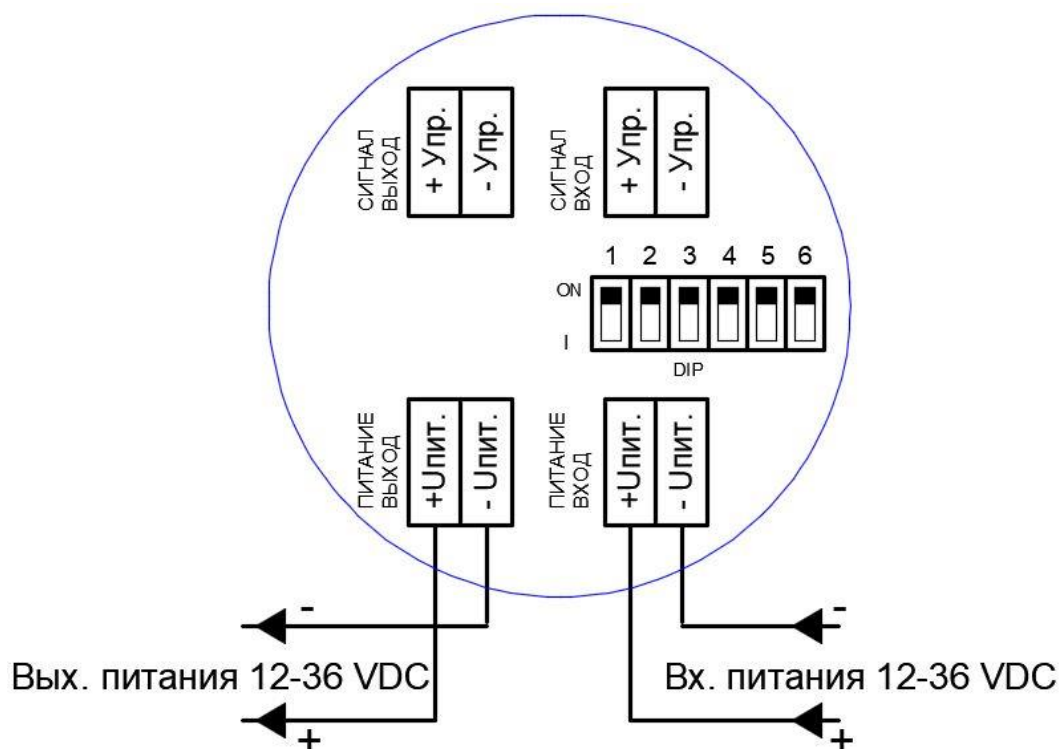 СИГНАЛ
ВЫХОД
+ Упр.
- Упр.
СИГНАЛ
ВХОД
+ Упр.
- Упр.
1 2 3 4 5 6
ON
I
DIP
ПИТАНИЕ
ВЫХОД
+Uпит.
- Uпит.
ПИТАНИЕ
ВХОД
+Uпит.
- Uпит.
-
-
Вых. питания 12-36 VDC
Вх. питания 12-36 VDC
+
+